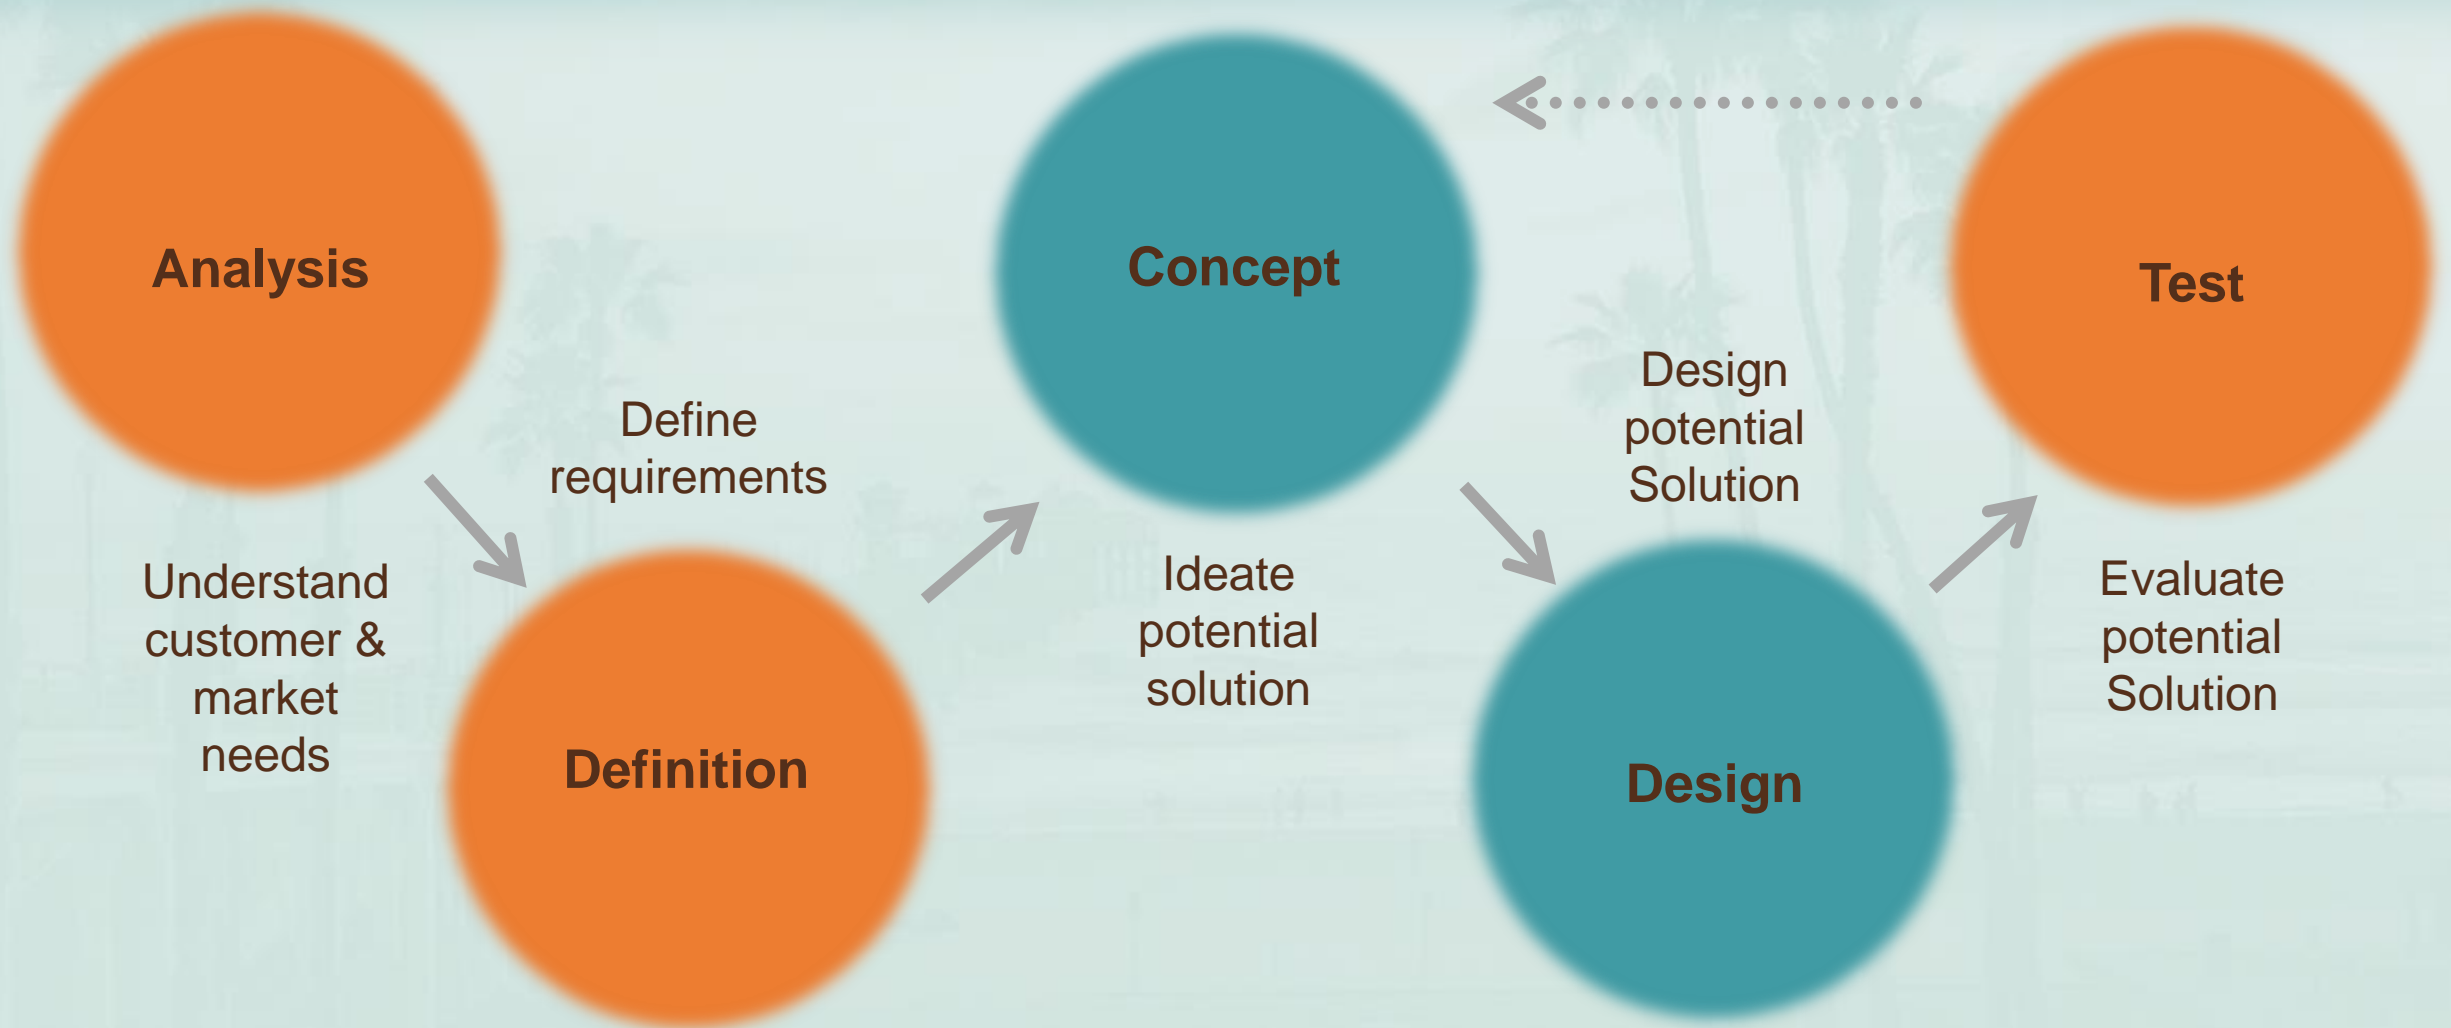 Analysis
Understand
customer &
market
needs
Define
requirements
Definition
Concept
Ideate
potential
solution
Design
potential
Solution
Design
Test
Evaluate
potential
Solution